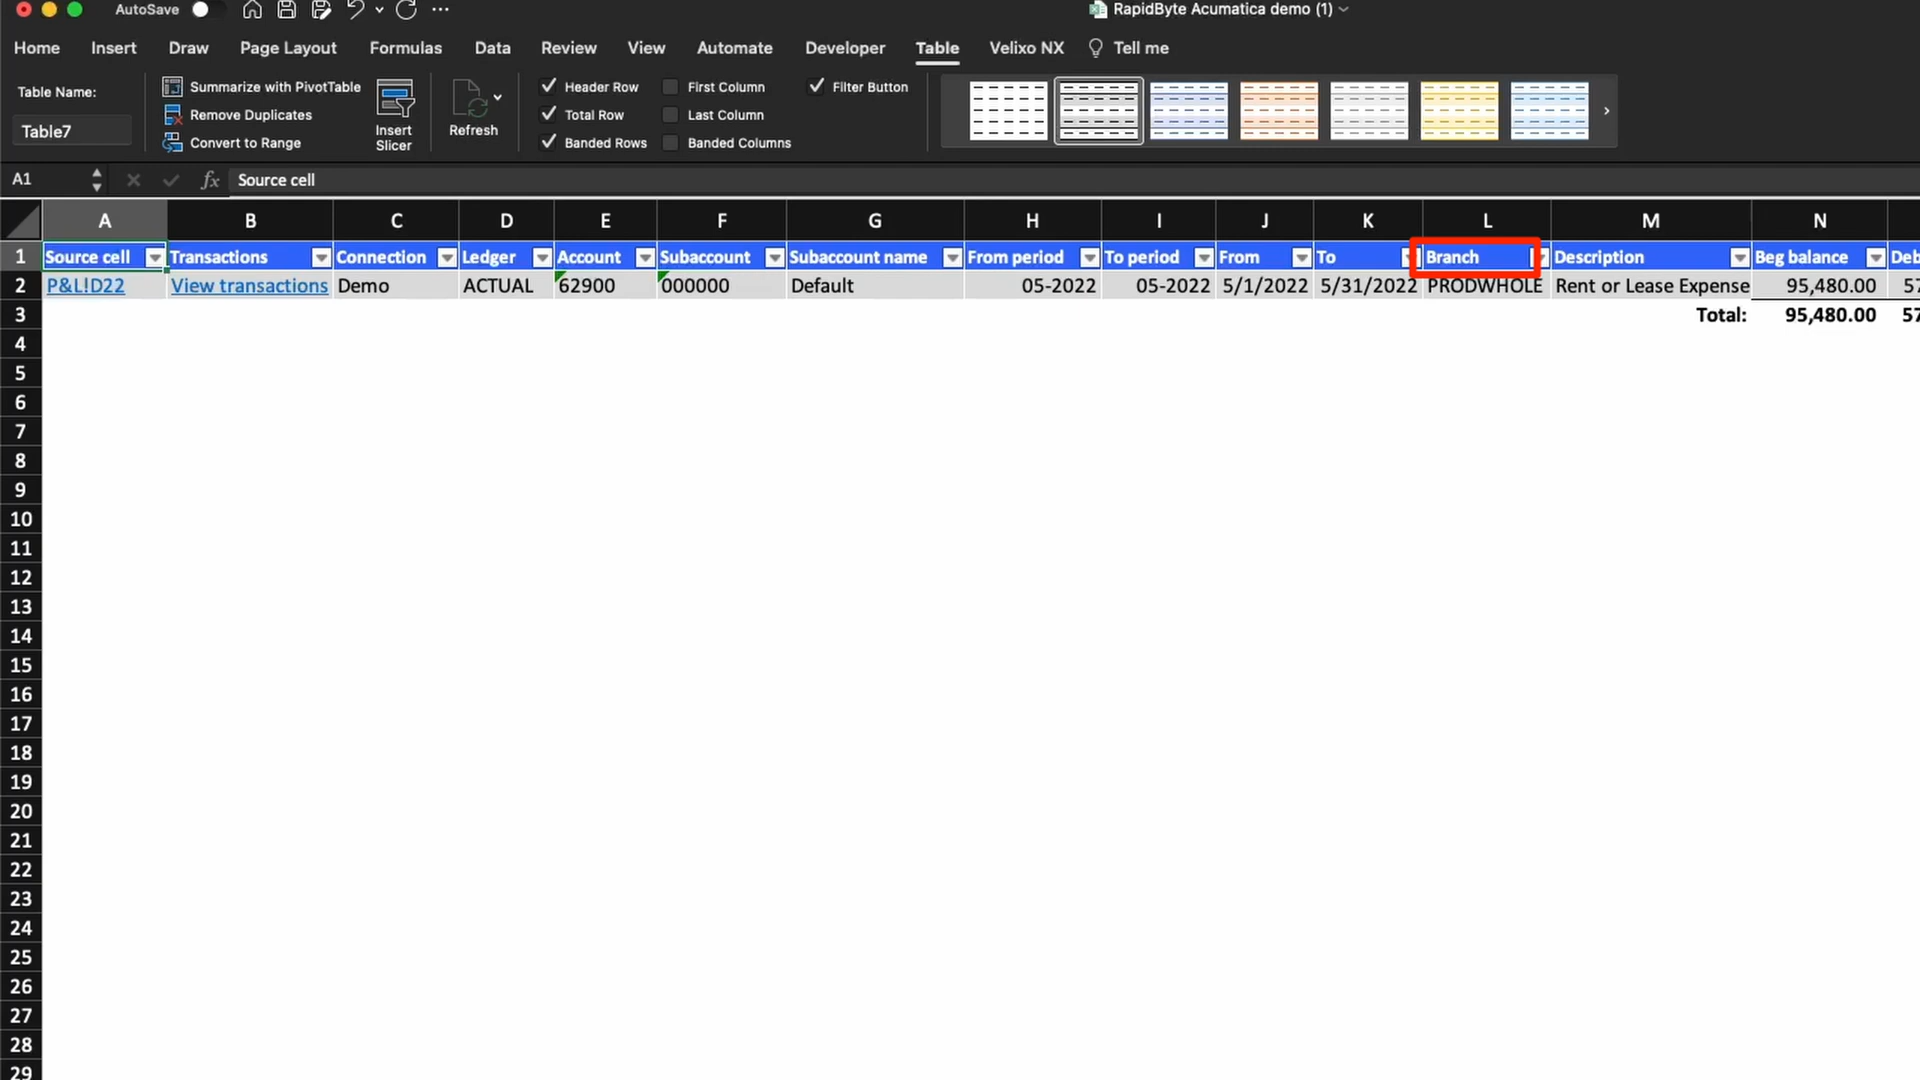 AutoSave ... RapidByte Acumatica demo (1)
Home Insert Draw Page Layout Formulas Data Review View Automate Developer Table Velixo NX Tell me
Table Name:
Table7
Summarize with PivotTable
Remove Duplicates
Convert to Range
Insert
Slicer
Refresh
Header Row
Total Row
Banded Rows
First Column
Last Column
Banded Columns
Filter Button
A1 fx Source cell
A B C D E F G H I J K L M N
1 Source cell Transactions Connection Ledger Account Subaccount Subaccount name From period To period From To Branch Description Beg balance Deb
2 P&L!D22 View transactions Demo ACTUAL 62900 000000 Default 05-2022 05-2022 5/1/2022 5/31/2022 PRODWHOLE Rent or Lease Expense 95,480.00 57
3 Total: 95,480.00 57
4
5
6
7
8
9
10
11
12
13
14
15
16
17
18
19
20
21
22
23
24
25
26
27
28
29